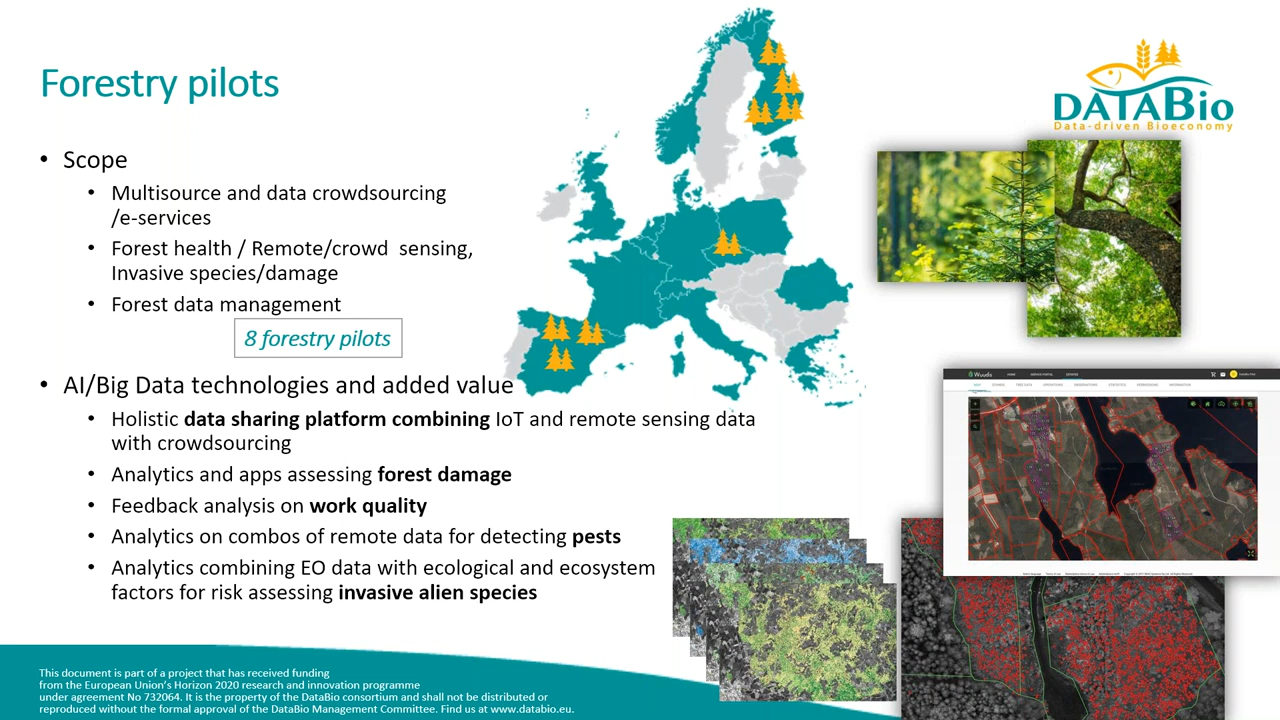 Forestry pilots
DATABio
Data-driven Bioeconomy
• Scope
• Multisource and data crowdsourcing
/e-services
• Forest health / Remote/crowd sensing,
Invasive species/damage
• Forest data management
8 forestry pilots
• AI/Big Data technologies and added value
• Holistic data sharing platform combining IoT and remote sensing data
with crowdsourcing
• Analytics and apps assessing forest damage
• Feedback analysis on work quality
• Analytics on combos of remote data for detecting pests
• Analytics combining EO data with ecological and ecosystem
factors for risk assessing invasive alien species
Wuudis
This document is part of a project that has received funding
from the European Union's Horizon 2020 research and innovation programme
under agreement No 732064. It is the property of the DataBio consortium and shall not be distributed or
reproduced without the formal approval of the DataBio Management Committee. Find us at www.databio.eu.